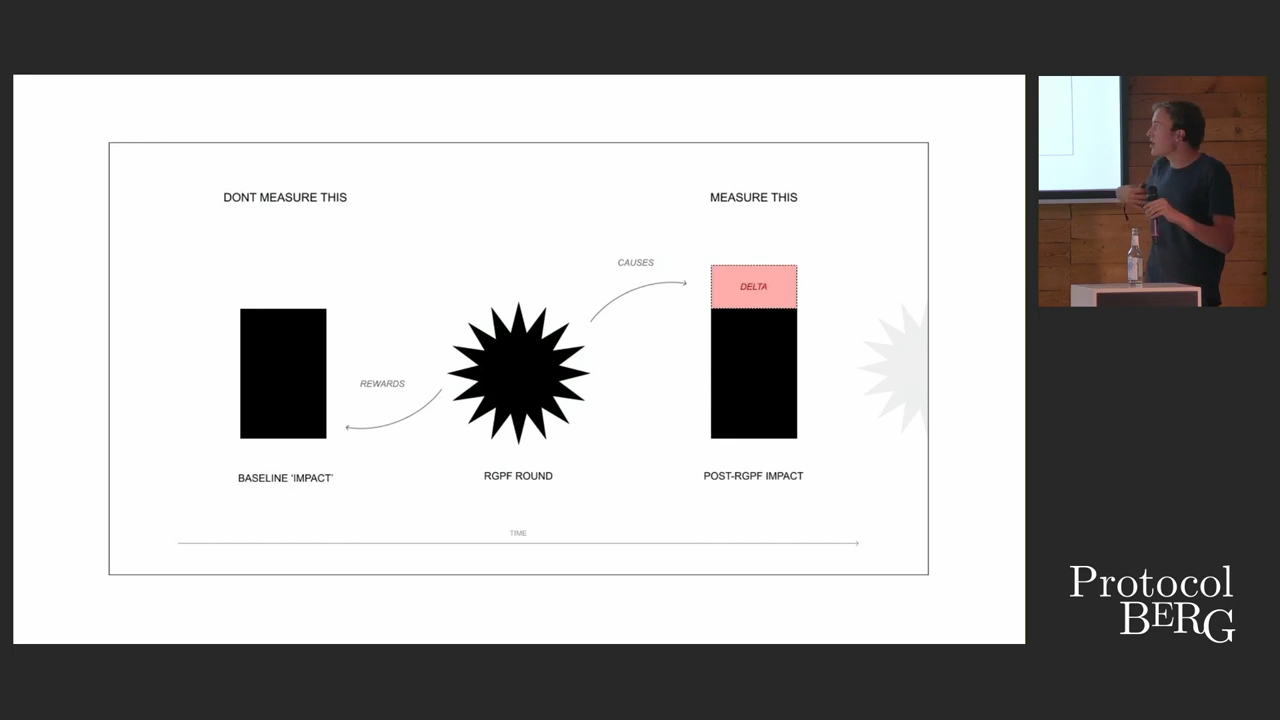 DONT MEASURE THIS
MEASURE THIS
CAUSES
DELTA
REWARDS
BASELINE 'IMPACT'
RGPF ROUND
POST-RGPF IMPACT
TIME
Protocol
BERG